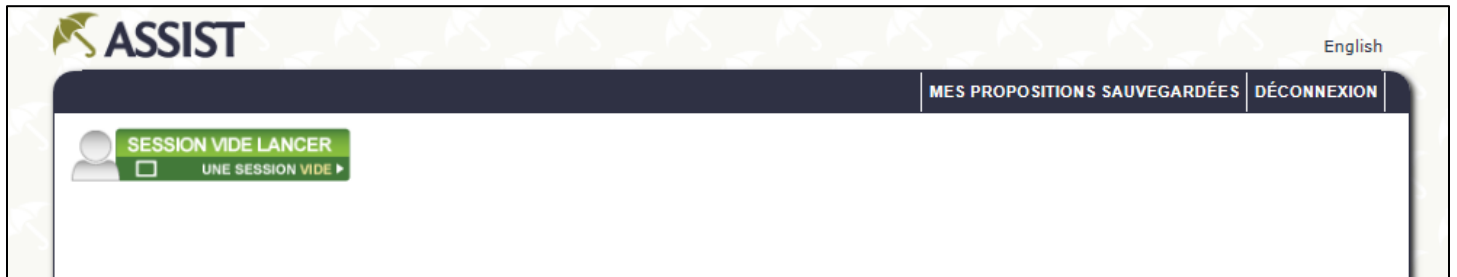 ASSIST
English
MES PROPOSITIONS SAUVEGARDÉES DÉCONNEXION
SESSION VIDE LANCER
UNE SESSION VIDE